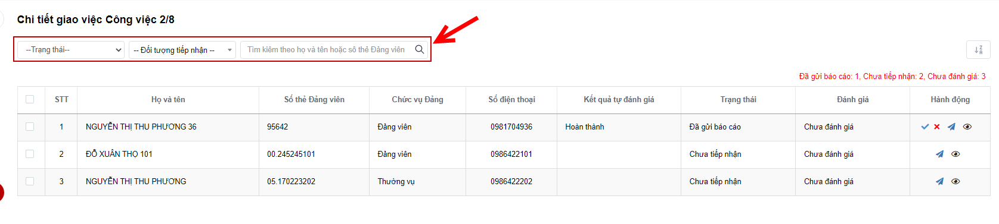 Chi tiết giao việc Công việc 2/8
--Trạng thái-- -- Đối tượng tiếp nhận -- Tìm kiếm theo họ và tên hoặc số thẻ Đảng viên
Đã gửi báo cáo: 1, Chưa tiếp nhận: 2, Chưa đánh giá: 3
STT Họ và tên Số thẻ Đảng viên Chức vụ Đảng Số điện thoại Kết quả tự đánh giá Trạng thái Đánh giá Hành động
1 NGUYỄN THỊ THU PHƯƠNG 36 95642 Đảng viên 0981704936 Hoàn thành Đã gửi báo cáo Chưa đánh giá
2 ĐỖ XUÂN THỌ 101 00.245245101 Đảng viên 0986422101 Chưa tiếp nhận Chưa đánh giá
3 NGUYỄN THỊ THU PHƯƠNG 05.170223202 Thường vụ 0986422202 Chưa tiếp nhận Chưa đánh giá